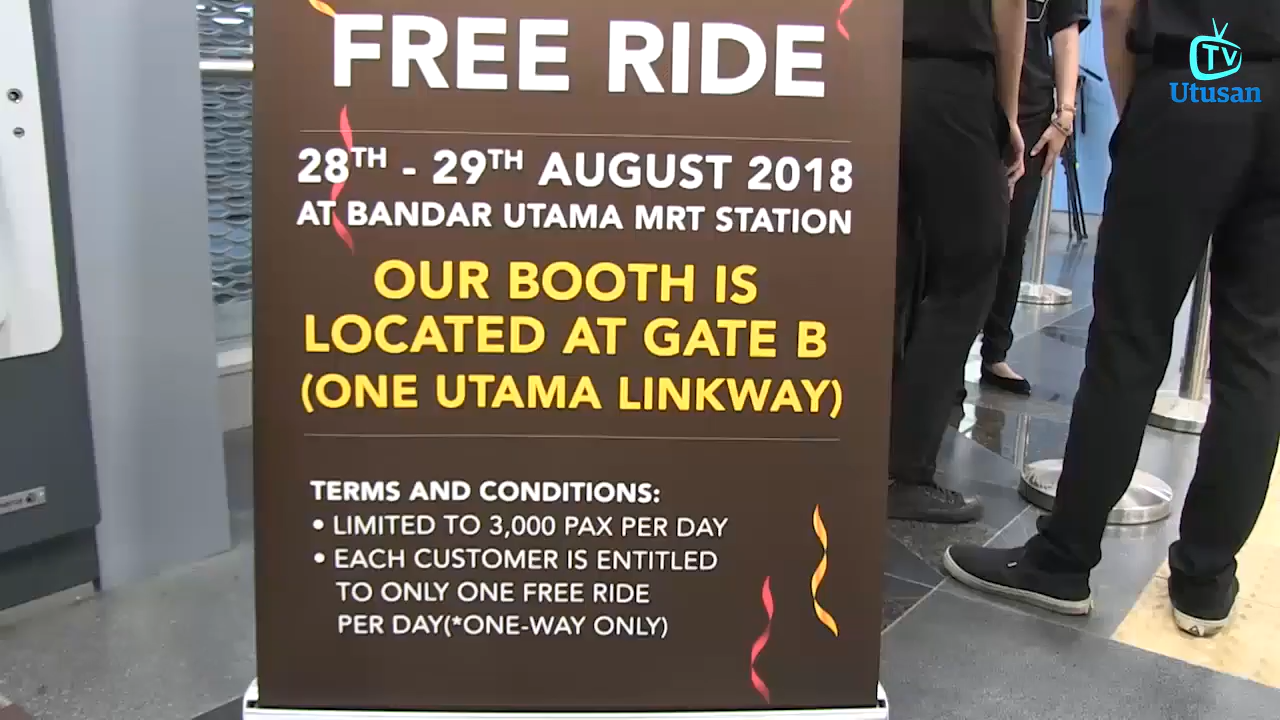 FREE RIDE
28TH - 29TH AUGUST 2018
AT BANDAR UTAMA MRT STATION
OUR BOOTH IS
LOCATED AT GATE B
(ONE UTAMA LINKWAY)
TERMS AND CONDITIONS:
• LIMITED TO 3,000 PAX PER DAY
• EACH CUSTOMER IS ENTITLED
TO ONLY ONE FREE RIDE
PER DAY(*ONE-WAY ONLY)
TV
Utusan